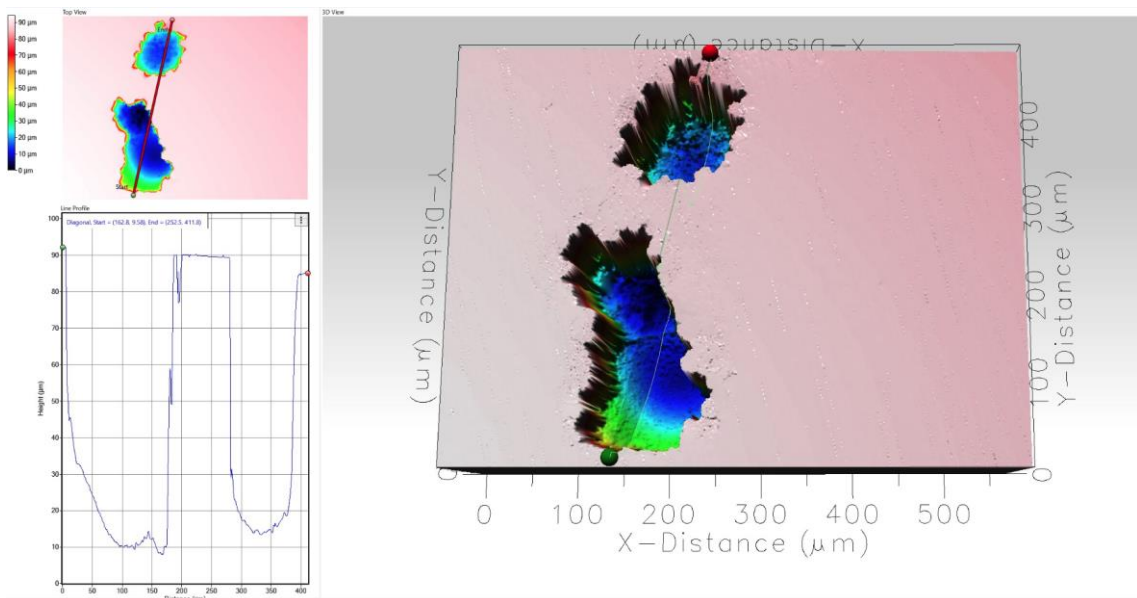 Top View
3D View
90 µm
80 µm
70 µm
60 µm
50 µm
40 µm
30 µm
20 µm
10 µm
0 µm
End
Start
Line Profile
Diagonal, Start = (162.8, 9.58), End = (252.5, 411.8)
100
90
80
70
60
50
40
30
20
10
0
Height (µm)
0 50 100 150 200 250 300 350 400
X-Distance (µm)
Y-Distance (µm)
0
0 100 200 300 400 500
X-Distance (µm)
0 100 200 300 400
Y-Distance (µm)